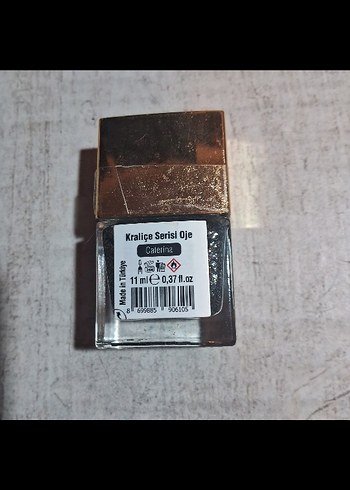 Kraliçe Serisi Oje
Caterina
11 ml e 0,37 fl.oz
Made in Türkiye
8 699885 906105